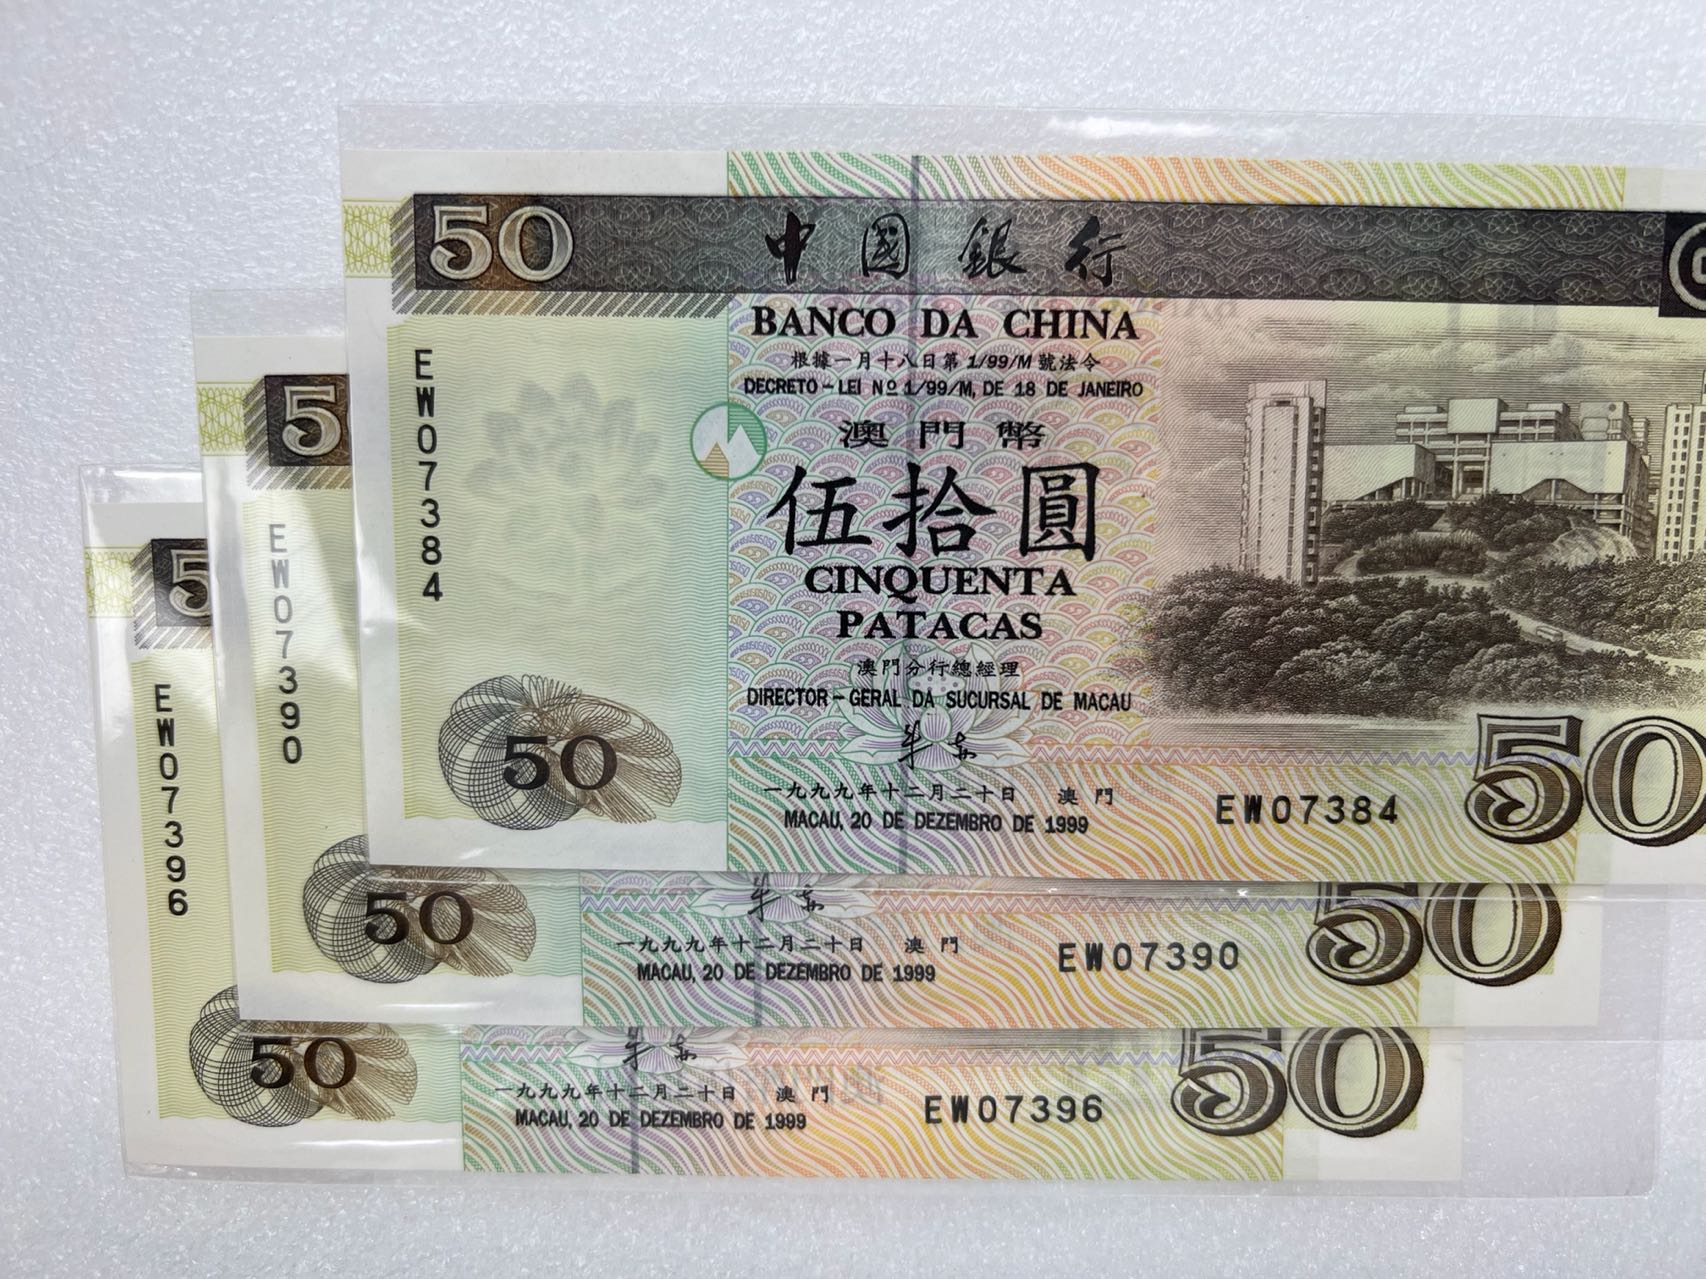 50
中國銀行
BANCO DA CHINA
根據一月十八日第 1/99/M 號法令
DECRETO - LEI Nº 1/99/M, DE 18 DE JANEIRO
EW07384
澳門幣
伍拾圓
CINQUENTA
PATACAS
澳門分行總經理
DIRECTOR - GERAL DA SUCURSAL DE MACAU
50
一九九九年十二月二十日 澳門
MACAU, 20 DE DEZEMBRO DE 1999
EW07384
50
5
EW07390
50
一九九九年十二月二十日 澳門
MACAU, 20 DE DEZEMBRO DE 1999
EW07390
50
5
EW07396
50
一九九九年十二月二十日 澳門
MACAU, 20 DE DEZEMBRO DE 1999
EW07396
50